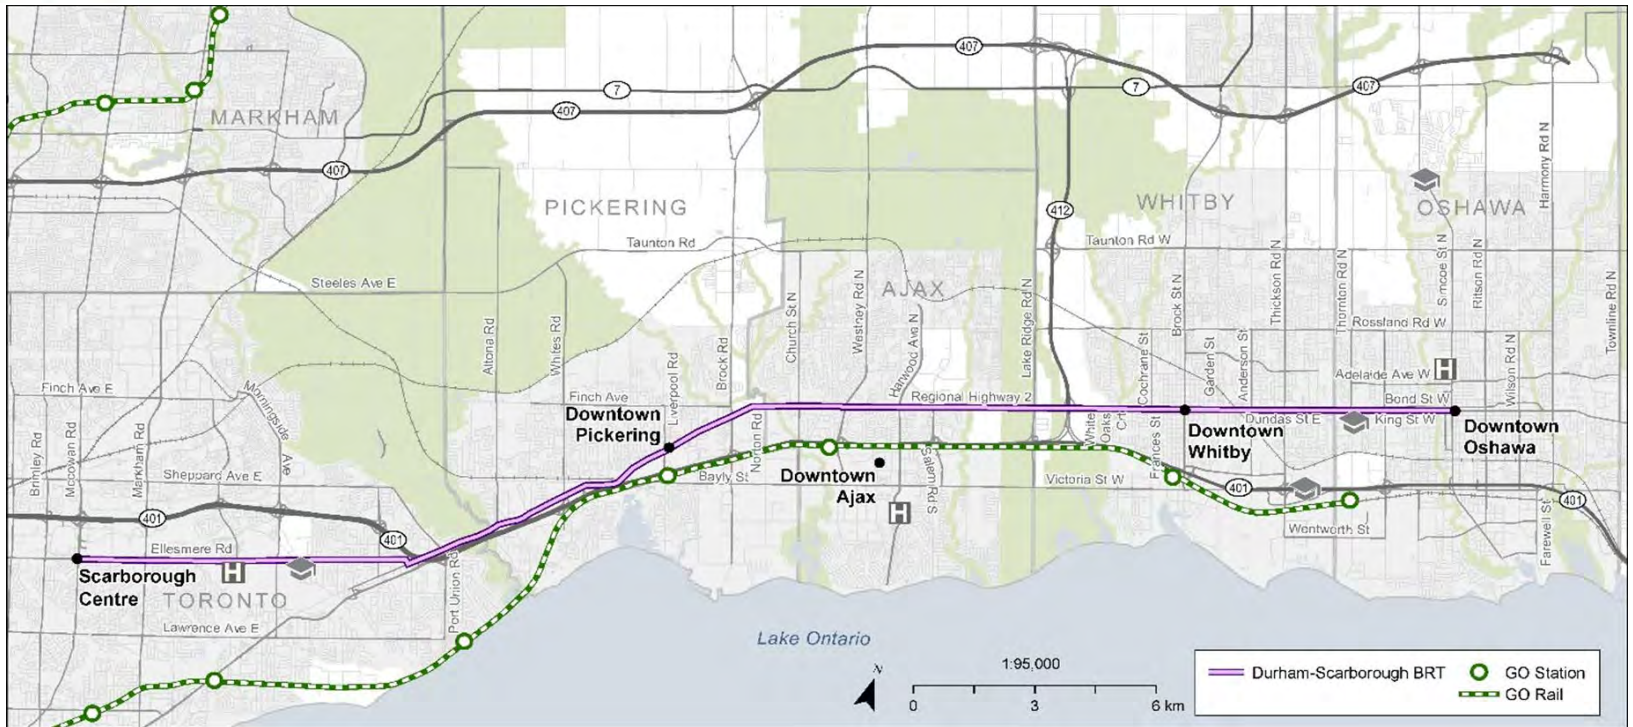 407
7
7
407
407
MARKHAM
407
412
PICKERING
WHITBY
OSHAWA
Harmony Rd N
Taunton Rd
Taunton Rd W
Steeles Ave E
AJAX
Altona Rd
Whites Rd
Liverpool Rd
Brock Rd
Church St N
Westney Rd N
Harwood Ave N
Lake Ridge Rd N
Cochrane St
Brock St N
Garden St
Anderson St
Thickson Rd N
Thornton Rd N
Simcoe St N
Ritson Rd N
Wilson Rd N
Townline Rd N
Rossland Rd W
Adelaide Ave W
H
Finch Ave E
Morningside Ave
Finch Ave
Regional Highway 2
Bond St W
Dundas St E
King St W
Downtown
Pickering
Downtown
Whitby
Downtown
Oshawa
Brimley Rd
Mccowan Rd
Markham Rd
Sheppard Ave E
Notion Rd
White
Oaks
Crt
Frances St
Bayly St
Downtown
Ajax
Salem Rd S
Victoria St W
401
401
H
Wentworth St
Farewell St
401
401
Ellesmere Rd
Scarborough
Centre
H
TORONTO
Port Union Rd
Lawrence Ave E
Lake Ontario
N
1:95,000
0
3
6 km
Durham-Scarborough BRT
GO Station
GO Rail